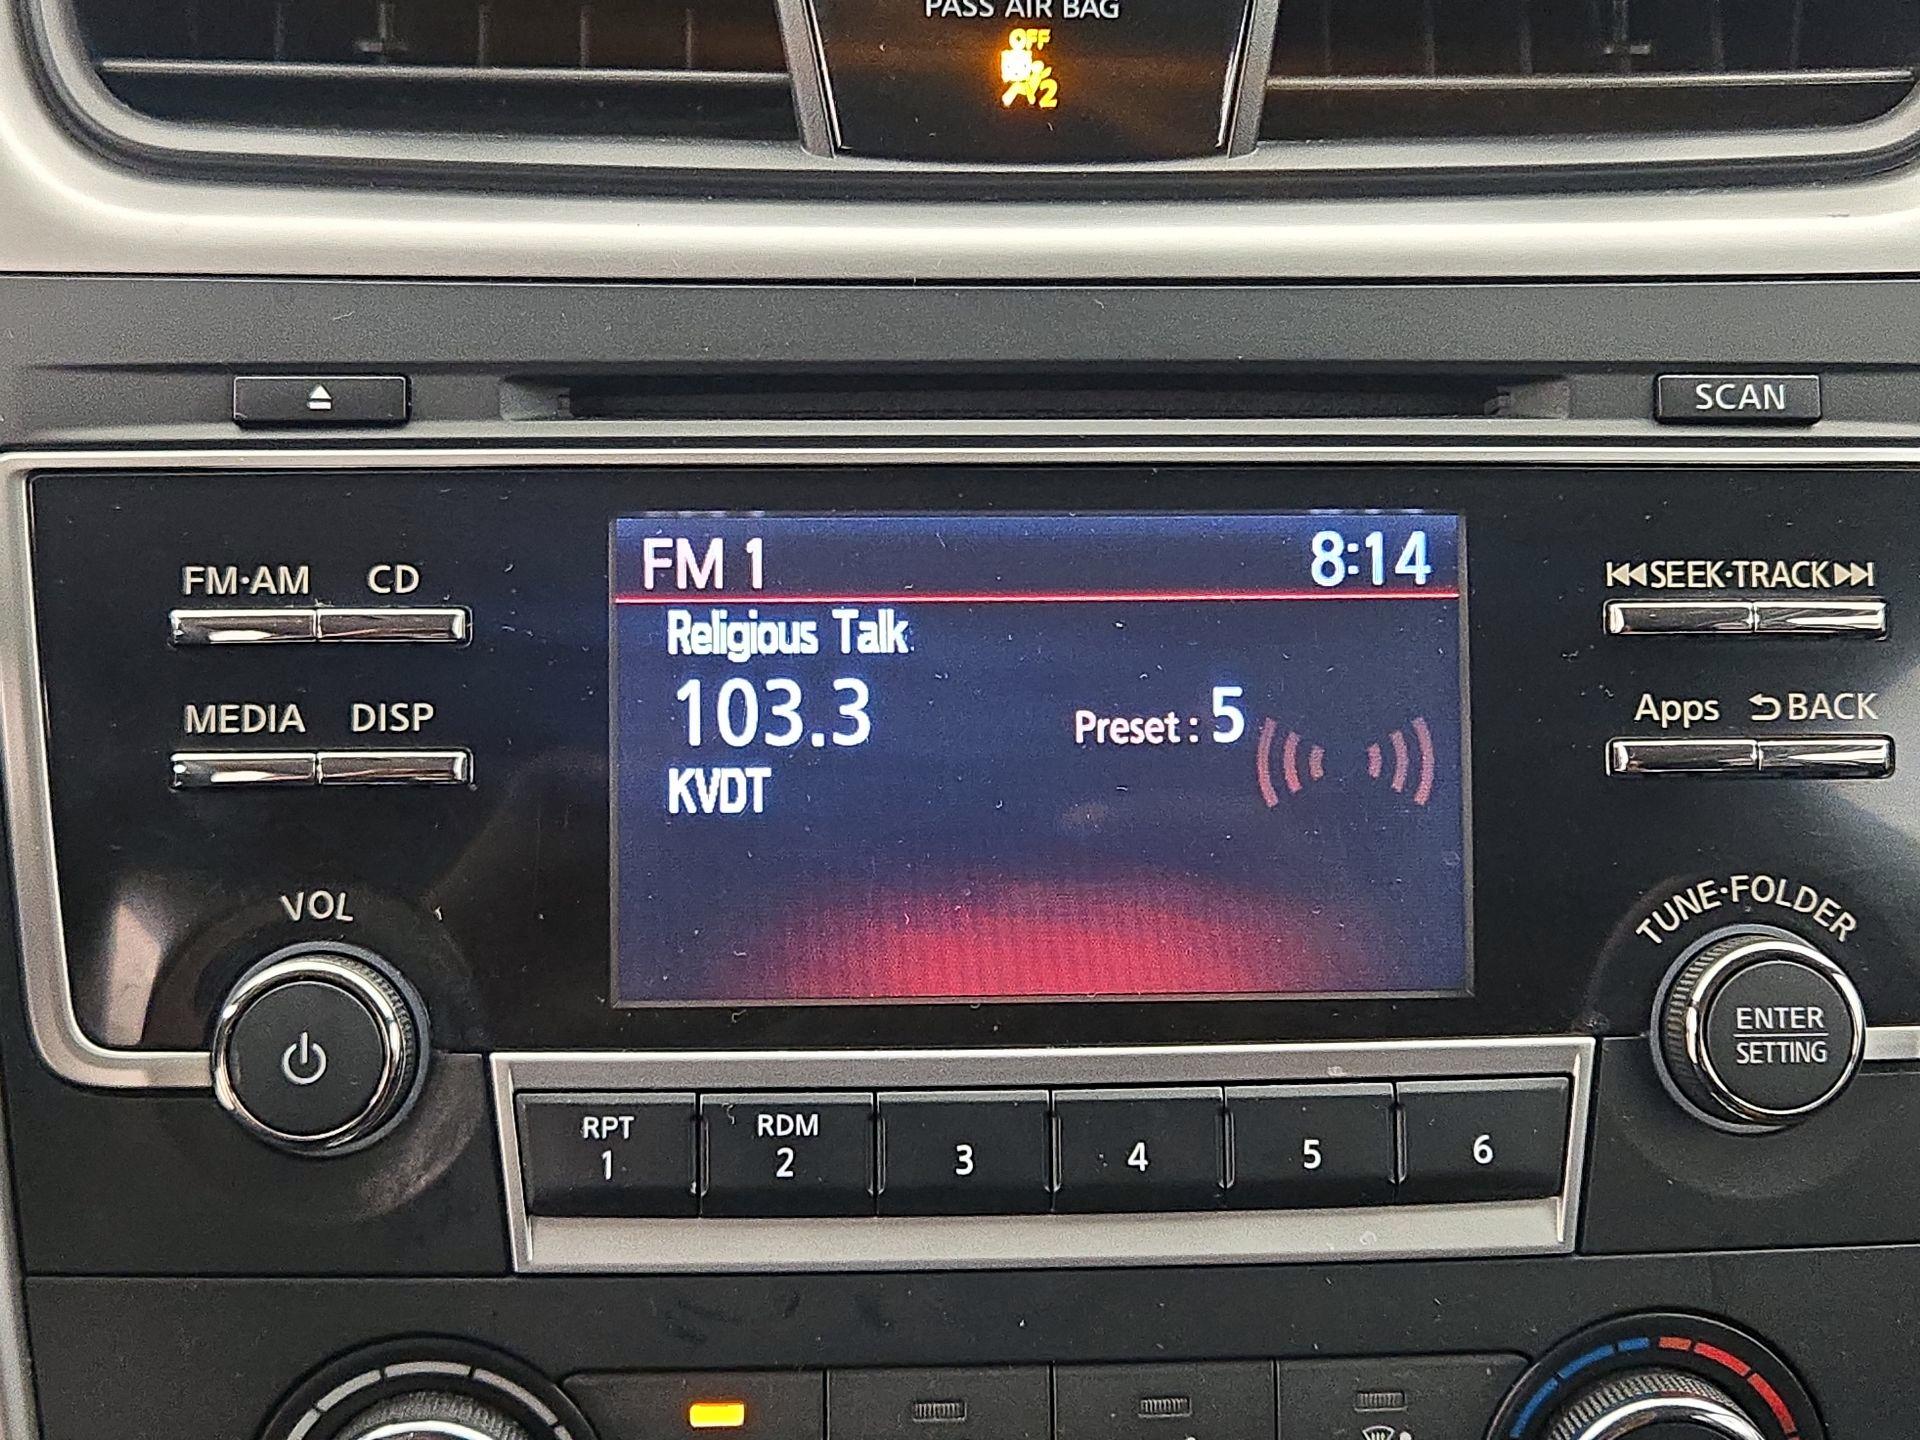 PASS AIR BAG
OFF
2
SCAN
FM·AM CD
MEDIA DISP
VOL
FM 1 8:14
Religious Talk
103.3 Preset : 5
KVDT
SEEK·TRACK
Apps BACK
TUNE·FOLDER
ENTER
SETTING
RPT
1
RDM
2
3
4
5
6